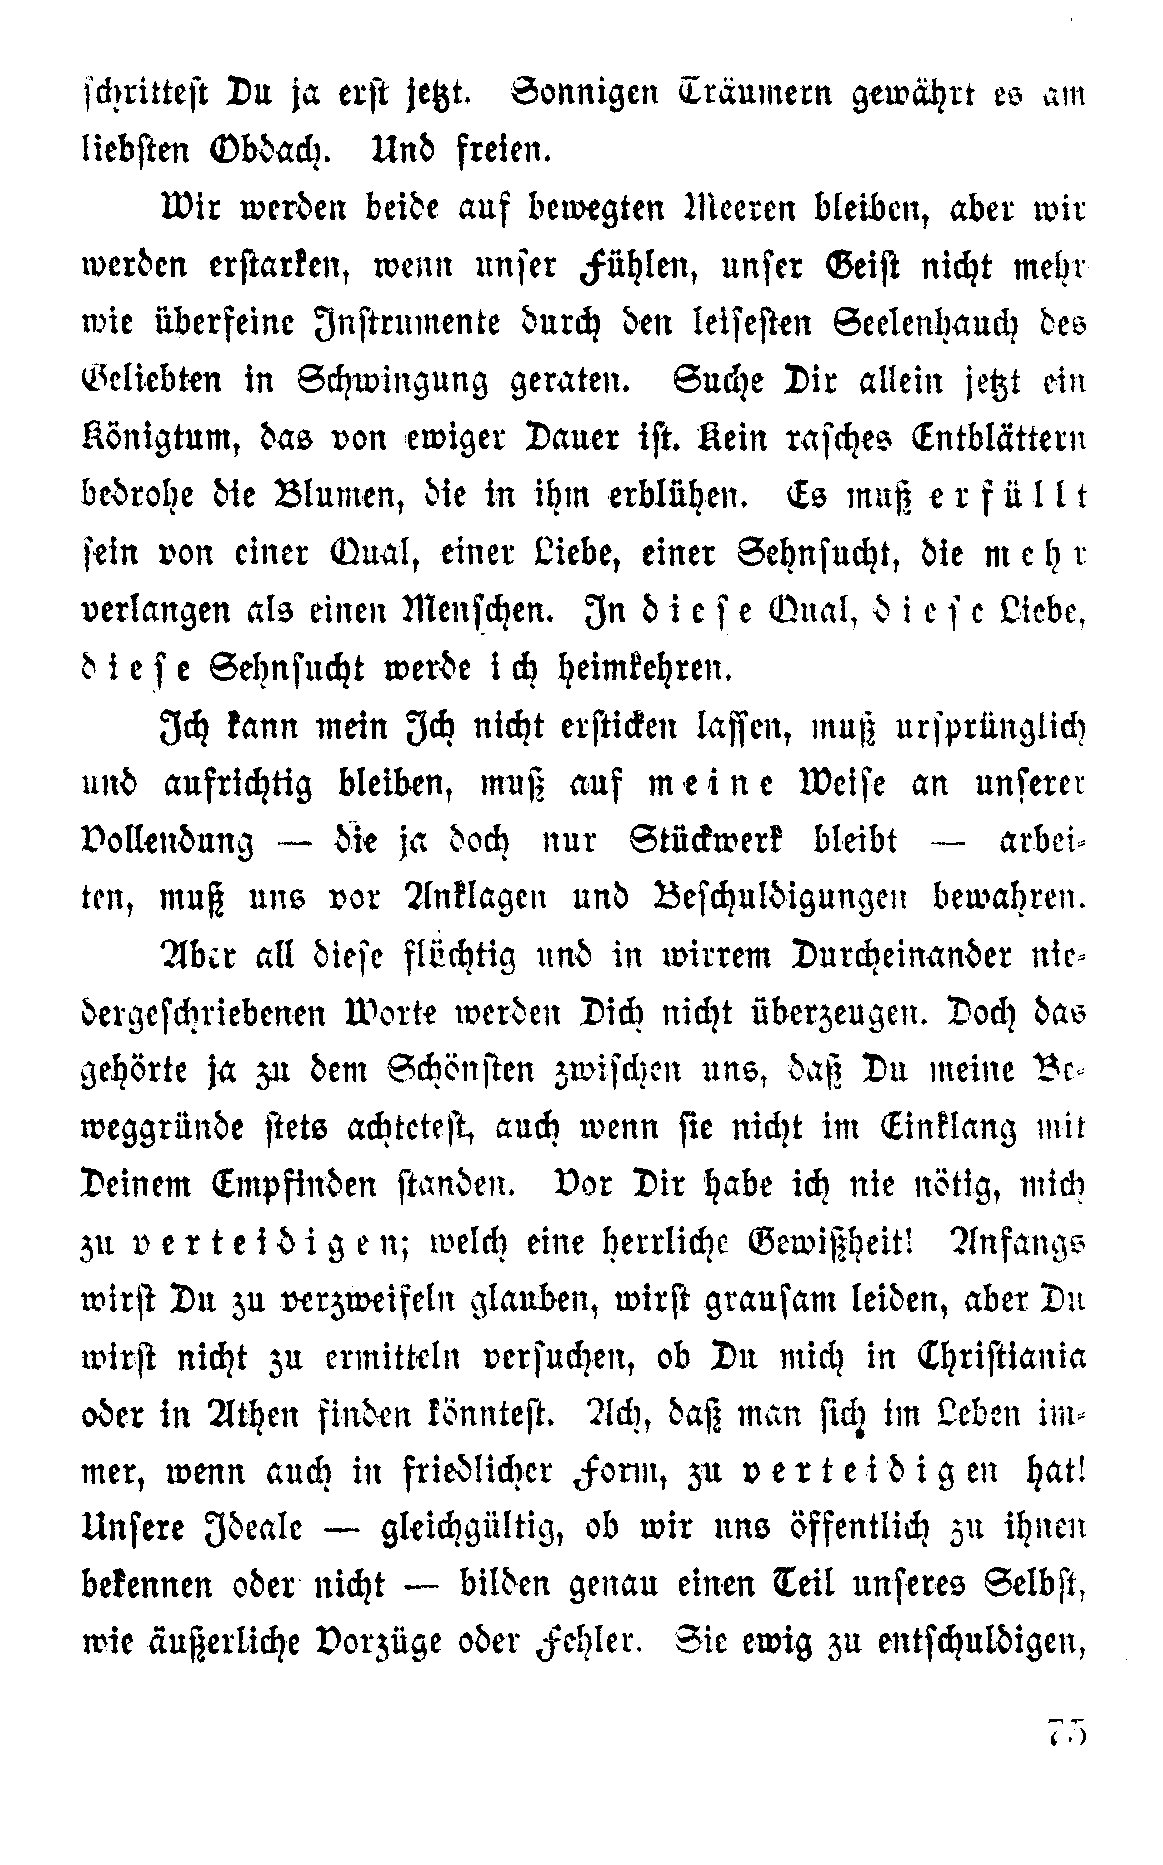 schrittest Du ja erst jetzt. Sonnigen Träumern gewährt es am
liebsten Obdach. Und freien.
Wir werden beide auf bewegten Meeren bleiben, aber wir
werden erstarken, wenn unser Fühlen, unser Geist nicht mehr
wie überfeine Instrumente durch den leisesten Seelenhauch des
Geliebten in Schwingung geraten. Suche Dir allein jetzt ein
Königtum, das von ewiger Dauer ist. Kein rasches Entblättern
bedrohe die Blumen, die in ihm erblühen. Es muß erfüllt
sein von einer Qual, einer Liebe, einer Sehnsucht, die mehr
verlangen als einen Menschen. In diese Qual, diese Liebe,
diese Sehnsucht werde ich heimkehren.
Ich kann mein Ich nicht ersticken lassen, muß ursprünglich
und aufrichtig bleiben, muß auf meine Weise an unserer
Vollendung — die ja doch nur Stückwerk bleibt — arbei-
ten, muß uns vor Anklagen und Beschuldigungen bewahren.
Aber all diese flüchtig und in wirrem Durcheinander nie-
dergeschriebenen Worte werden Dich nicht überzeugen. Doch das
gehörte ja zu dem Schönsten zwischen uns, daß Du meine Be-
weggründe stets achtetest, auch wenn sie nicht im Einklang mit
Deinem Empfinden standen. Vor Dir habe ich nie nötig, mich
zu verteidigen; welch eine herrliche Gewißheit! Anfangs
wirst Du zu verzweifeln glauben, wirst grausam leiden, aber Du
wirst nicht zu ermitteln versuchen, ob Du mich in Christiania
oder in Athen finden könntest. Ach, daß man sich im Leben im-
mer, wenn auch in friedlicher Form, zu verteidigen hat!
Unsere Ideale — gleichgültig, ob wir uns öffentlich zu ihnen
bekennen oder nicht — bilden genau einen Teil unseres Selbst,
wie äußerliche Vorzüge oder Fehler. Sie ewig zu entschuldigen,
75